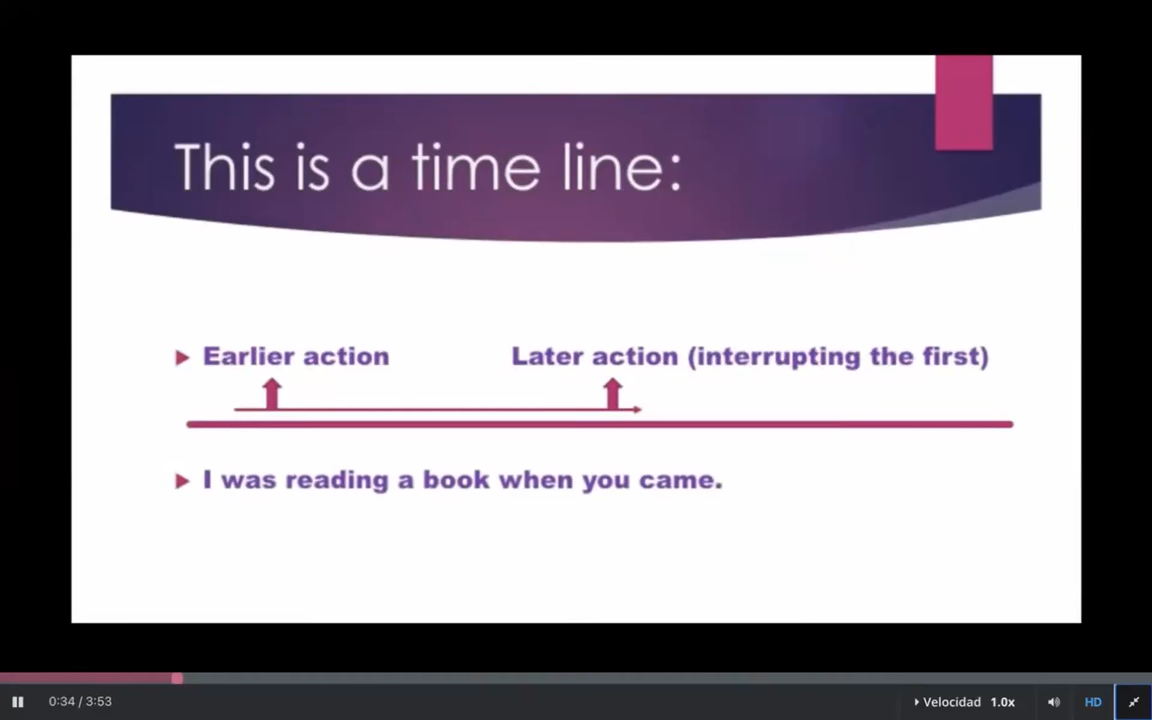 This is a time line:
Earlier action Later action (interrupting the first)
I was reading a book when you came.
0:34 / 3:53 Velocidad 1.0x HD